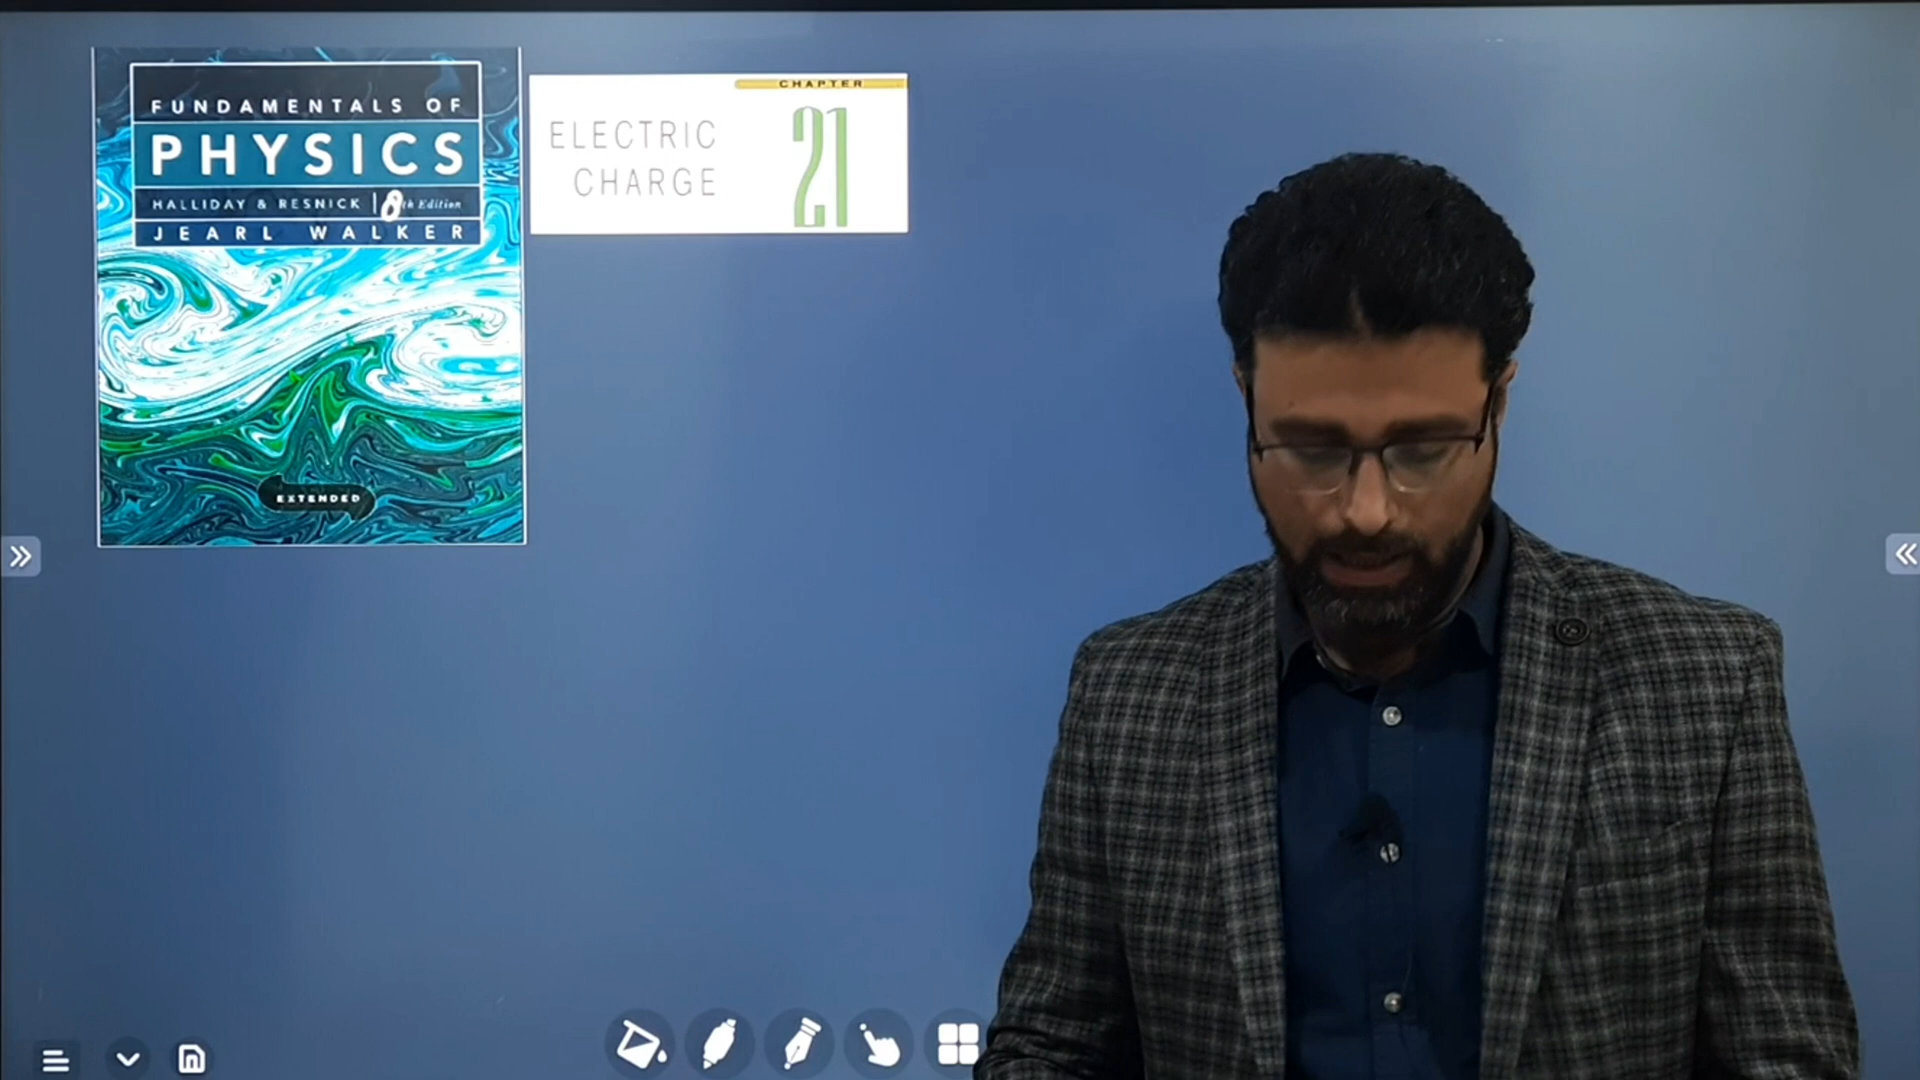 FUNDAMENTALS OF
PHYSICS
HALLIDAY & RESNICK | 8th Edition
JEARL WALKER
EXTENDED
CHAPTER
21
ELECTRIC
CHARGE